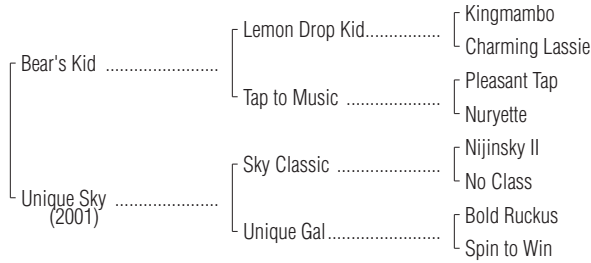 Kingmambo
Lemon Drop Kid.................
Charming Lassie
Bear's Kid .........................
Pleasant Tap
Tap to Music .....................
Nuryette
Nijinsky II
Sky Classic .......................
No Class
Unique Sky .......................
(2001)
Bold Ruckus
Unique Gal.........................
Spin to Win